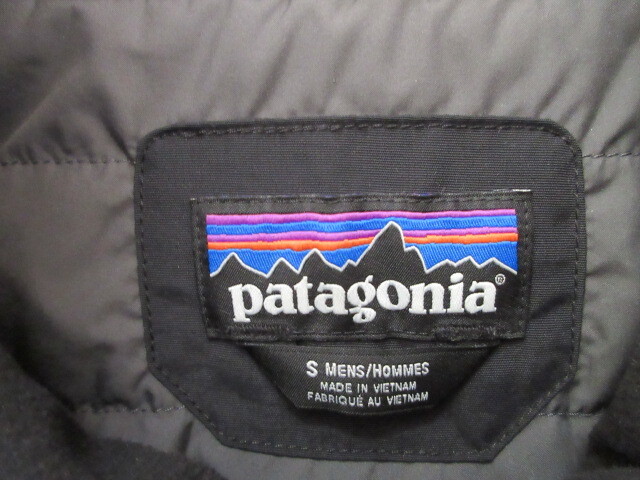 patagonia®
S MENS/HOMMES
MADE IN VIETNAM
FABRIQUÉ AU VIETNAM